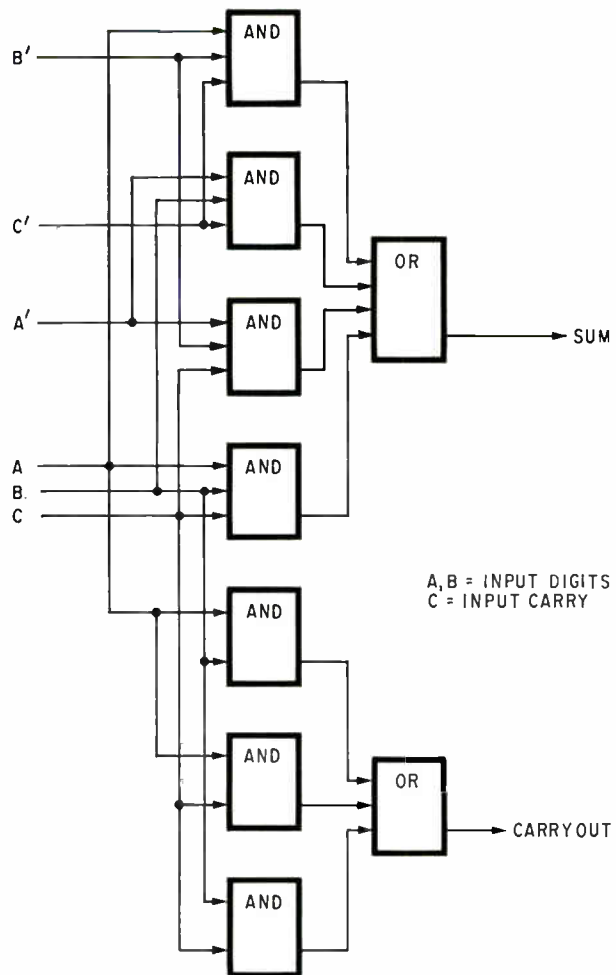 AND
B'
AND
C'
OR
A'
AND
SUM
A
AND
B.
C
A,B = INPUT DIGITS
C = INPUT CARRY
AND
AND
OR
CARRY OUT
AND